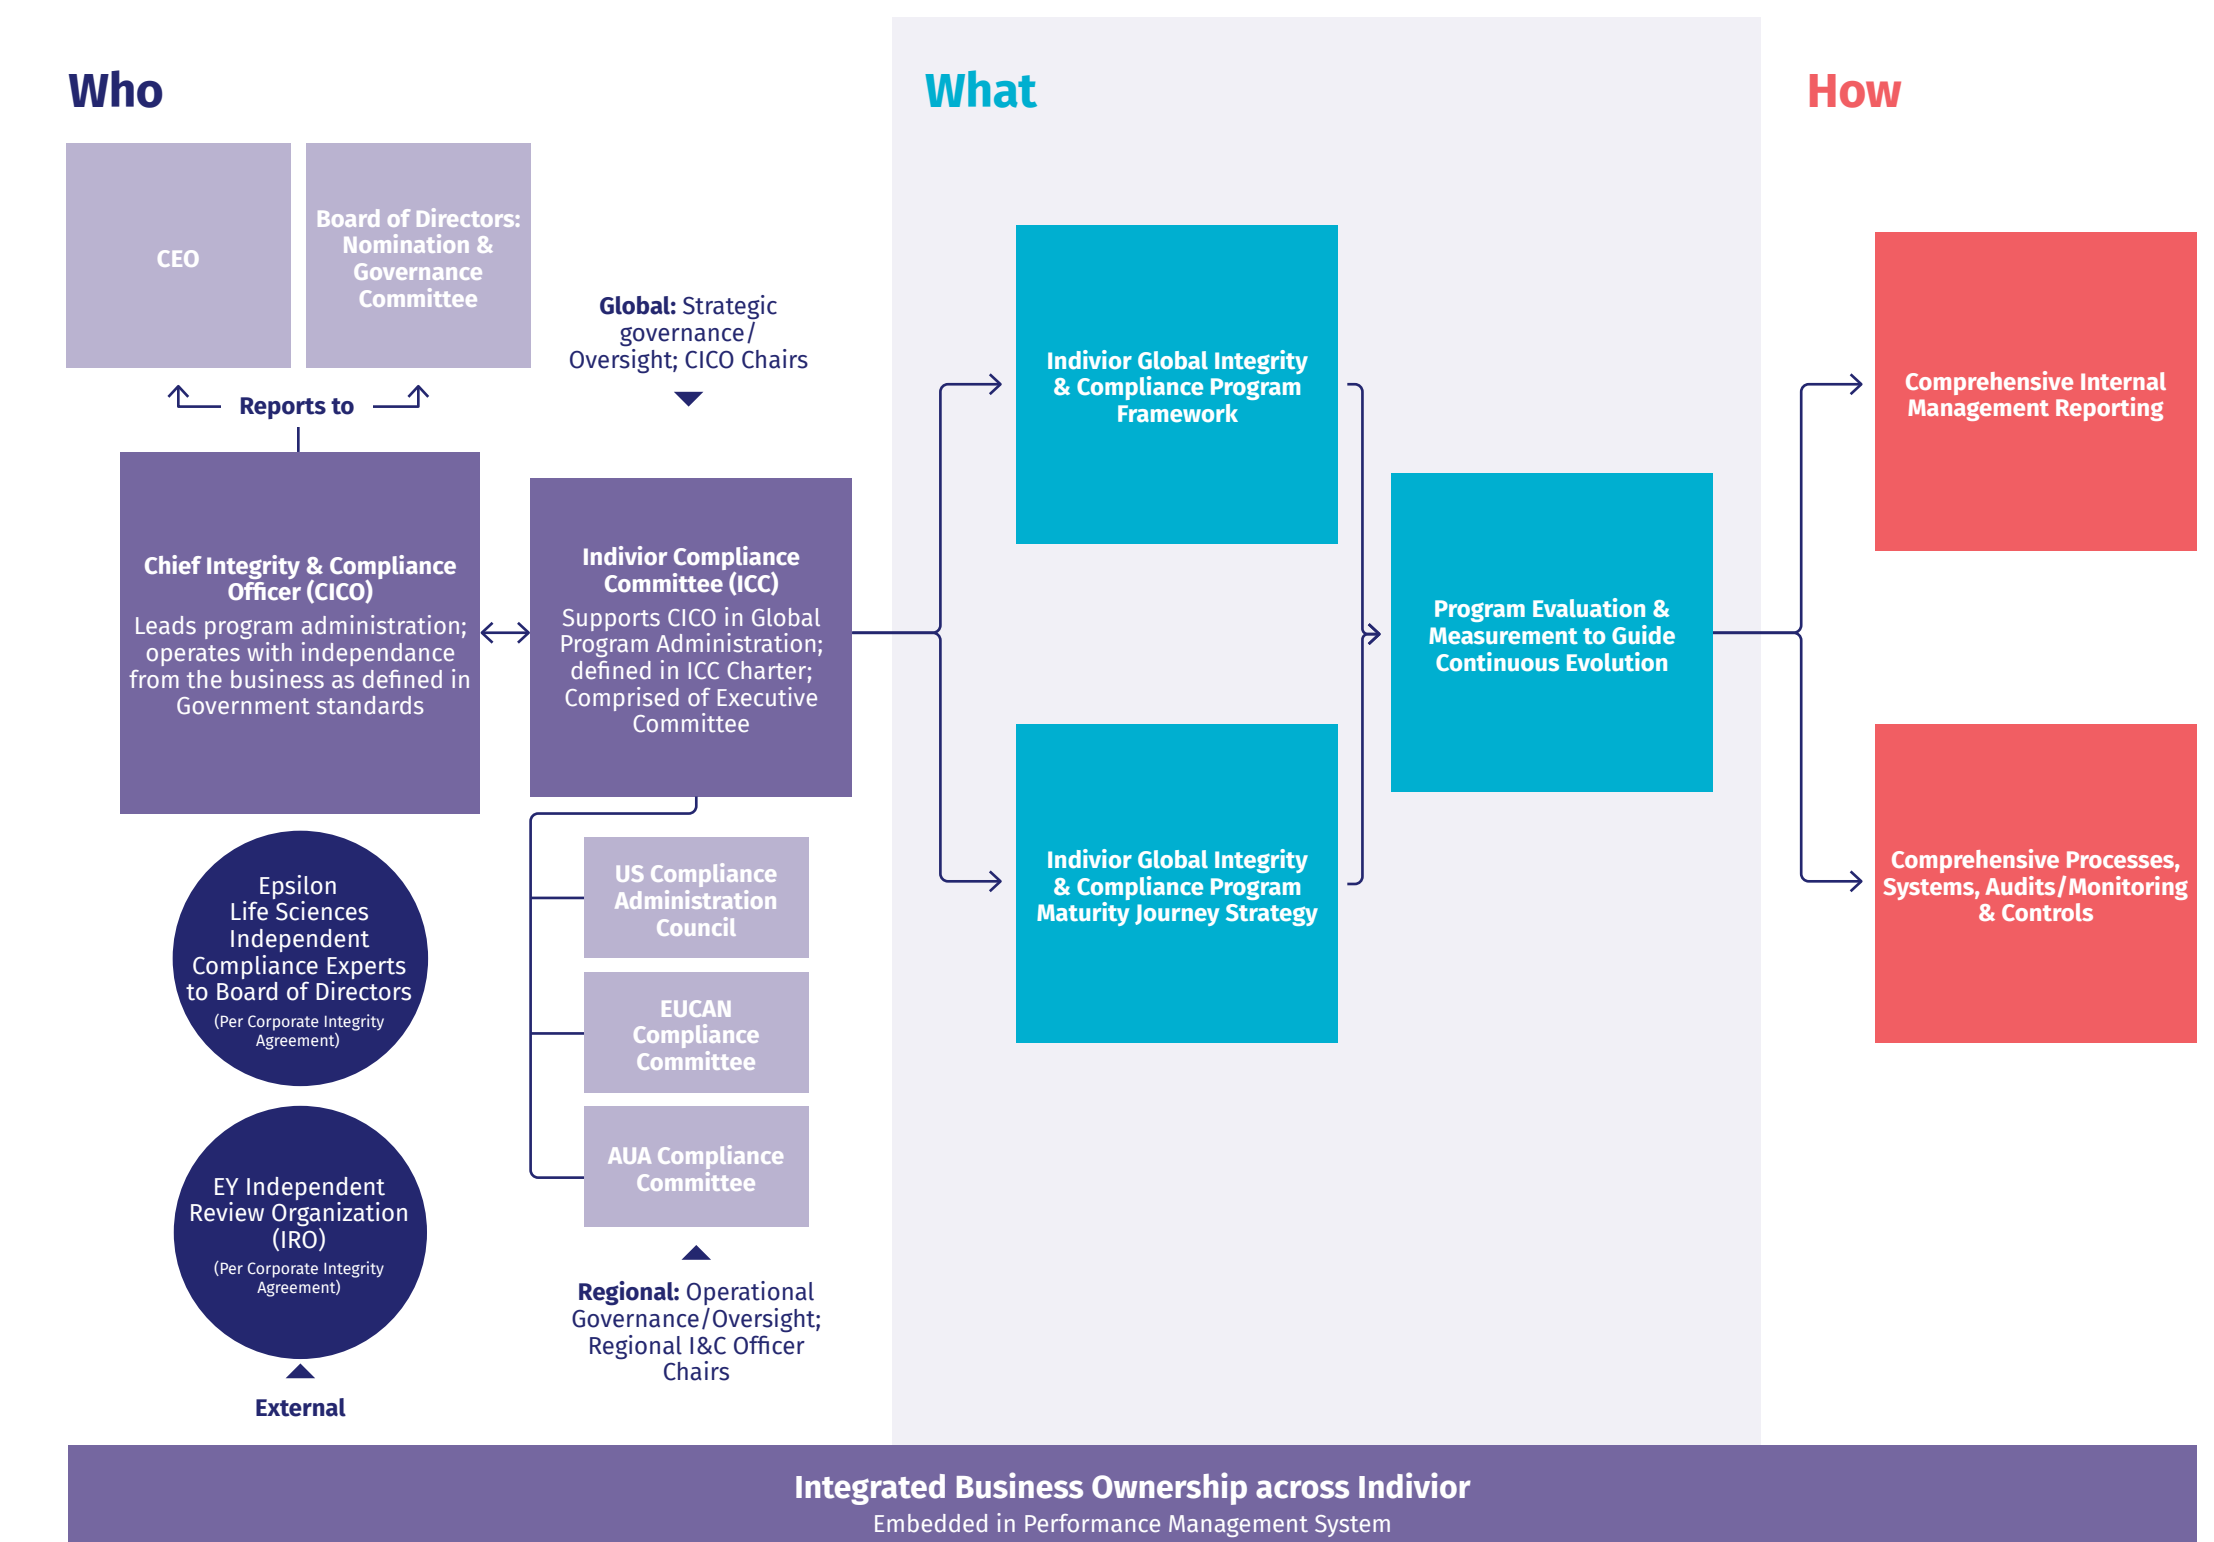 Who
CEO
Board of Directors:
Nomination &
Governance
Committee
Reports to
Global: Strategic
governance/
Oversight; CICO Chairs
Chief Integrity & Compliance
Officer (CICO)
Leads program administration;
operates with independance
from the business as defined in
Government standards
Indivior Compliance
Committee (ICC)
Supports CICO in Global
Program Administration;
defined in ICC Charter;
Comprised of Executive
Committee
Epsilon
Life Sciences
Independent
Compliance Experts
to Board of Directors
(Per Corporate Integrity
Agreement)
EY Independent
Review Organization
(IRO)
(Per Corporate Integrity
Agreement)
External
US Compliance
Administration
Council
EUCAN
Compliance
Committee
AUA Compliance
Committee
Regional: Operational
Governance/Oversight;
Regional I&C Officer
Chairs
What
Indivior Global Integrity
& Compliance Program
Framework
Indivior Global Integrity
& Compliance Program
Maturity Journey Strategy
Program Evaluation &
Measurement to Guide
Continuous Evolution
How
Comprehensive Internal
Management Reporting
Comprehensive Processes,
Systems, Audits/Monitoring
& Controls
Integrated Business Ownership across Indivior
Embedded in Performance Management System